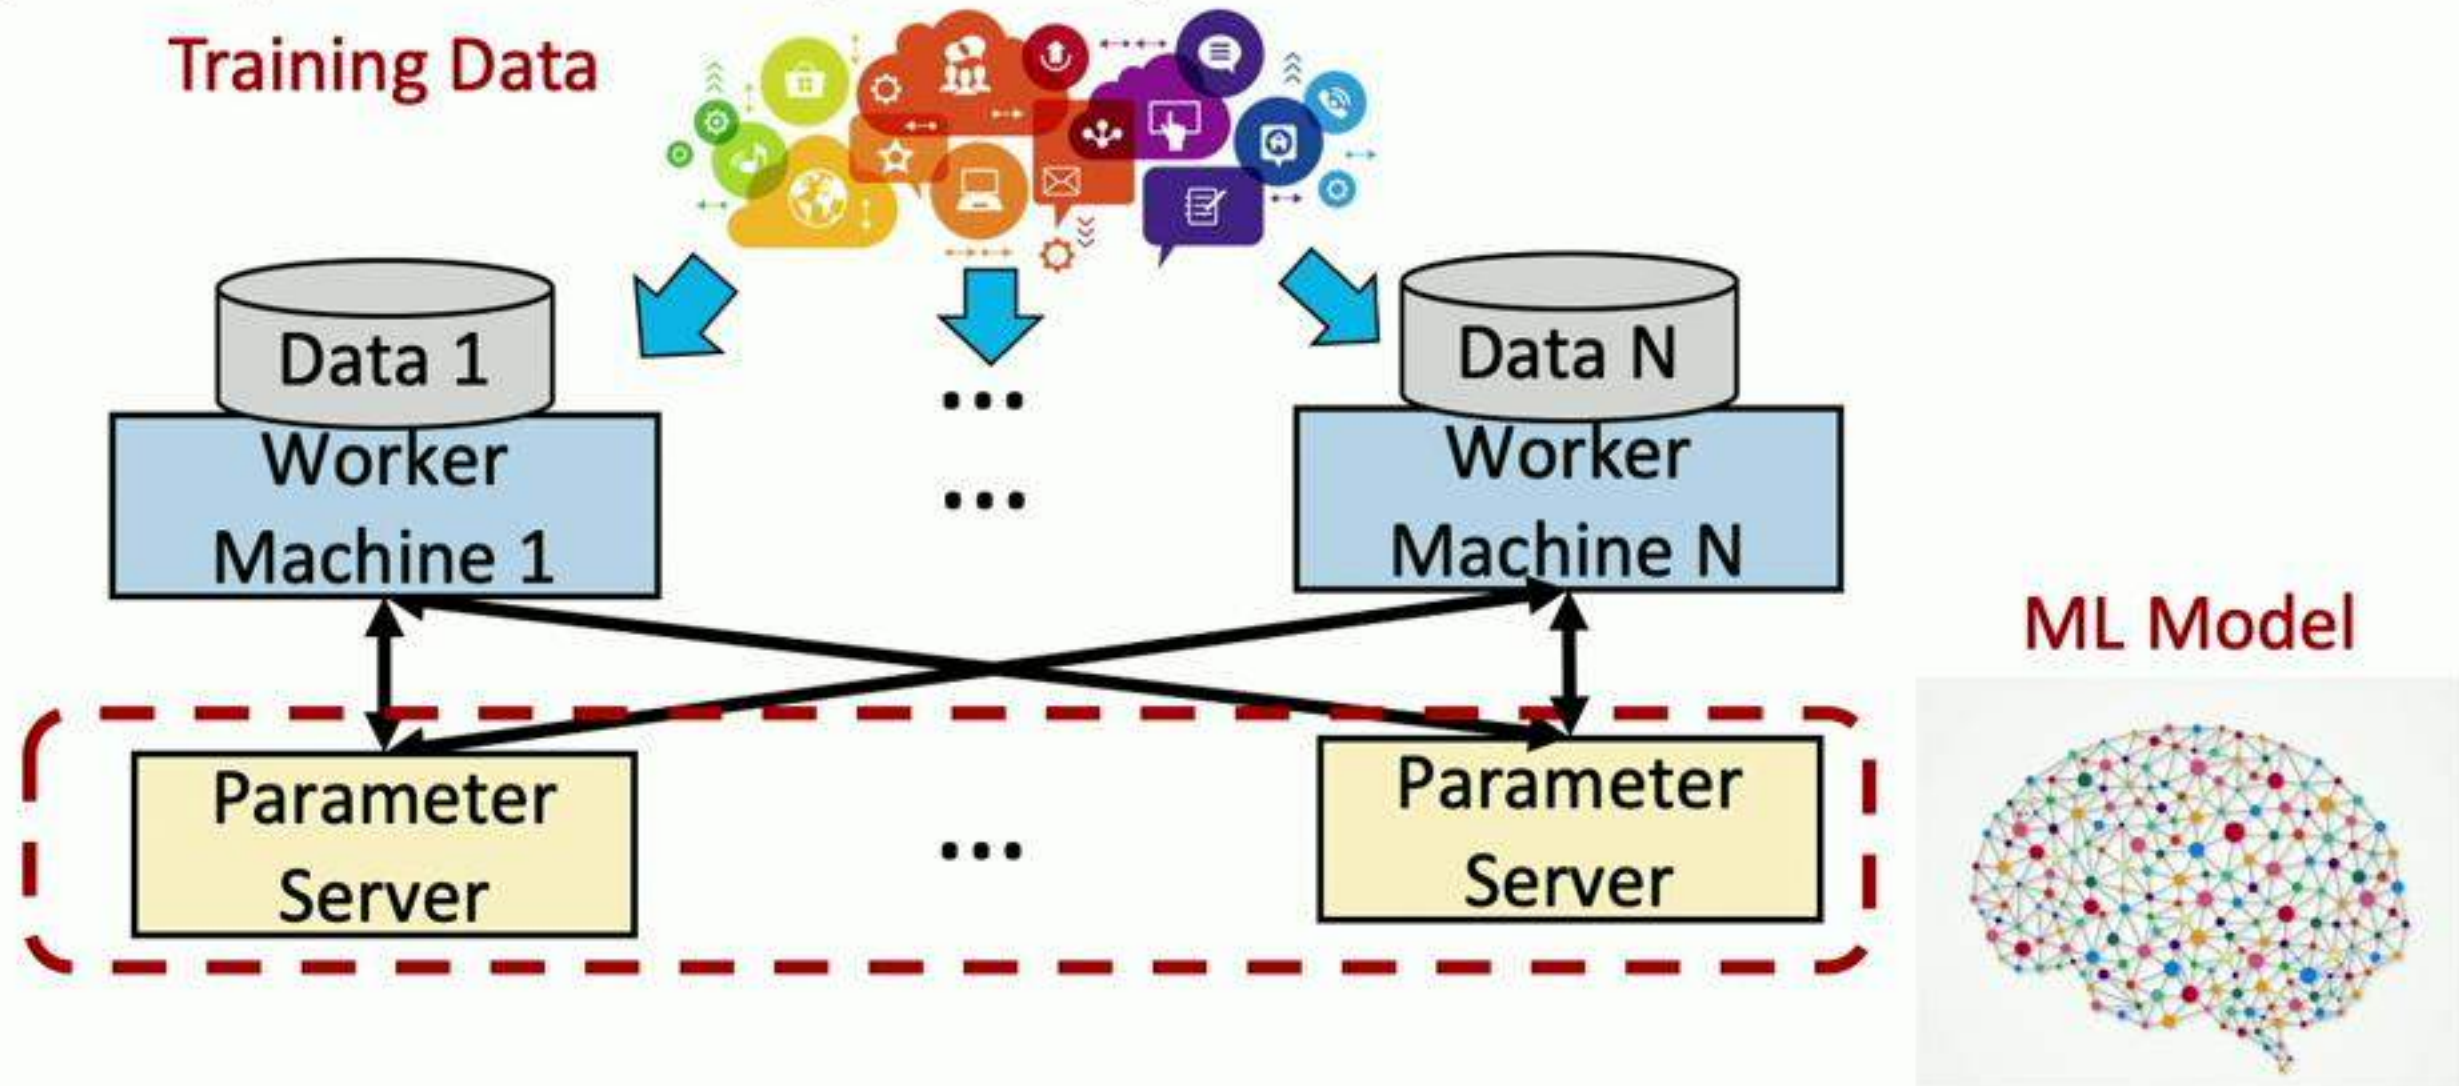 Training Data
Data 1
Data N
...
Worker
Machine 1
...
Worker
Machine N
ML Model
Parameter
Server
...
Parameter
Server